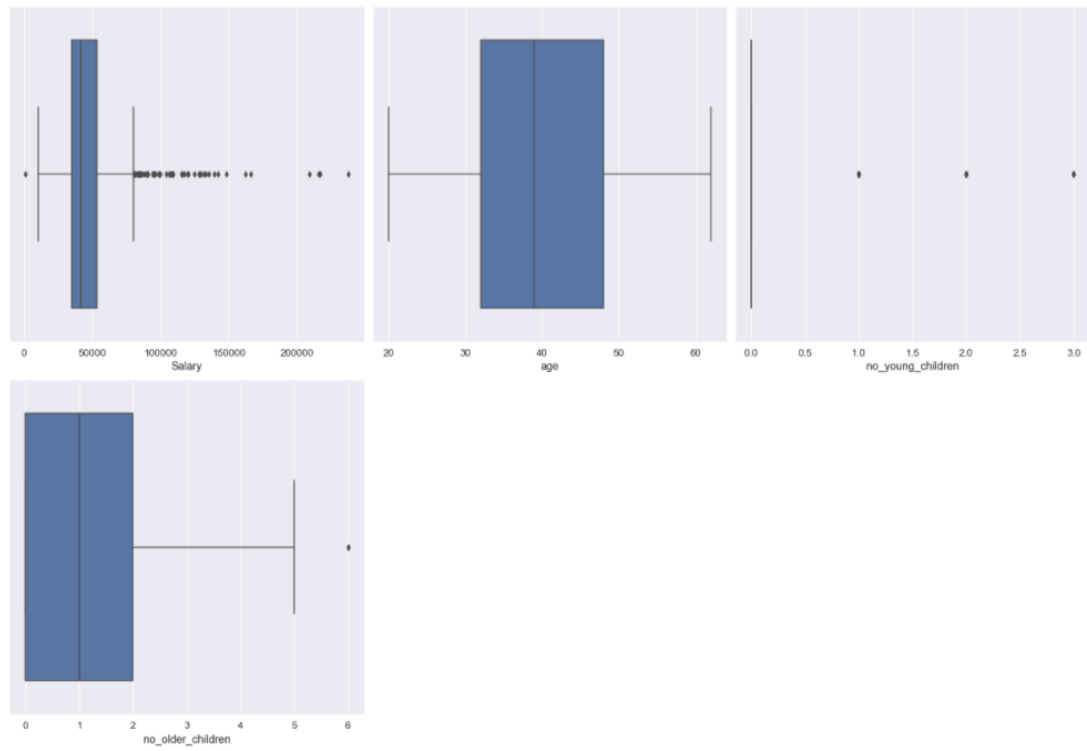 0 50000 100000 150000 200000
Salary
20 30 40 50 60
age
0.0 0.5 1.0 1.5 2.0 2.5 3.0
no_young_children
0 1 2 3 4 5 6
no_older_children